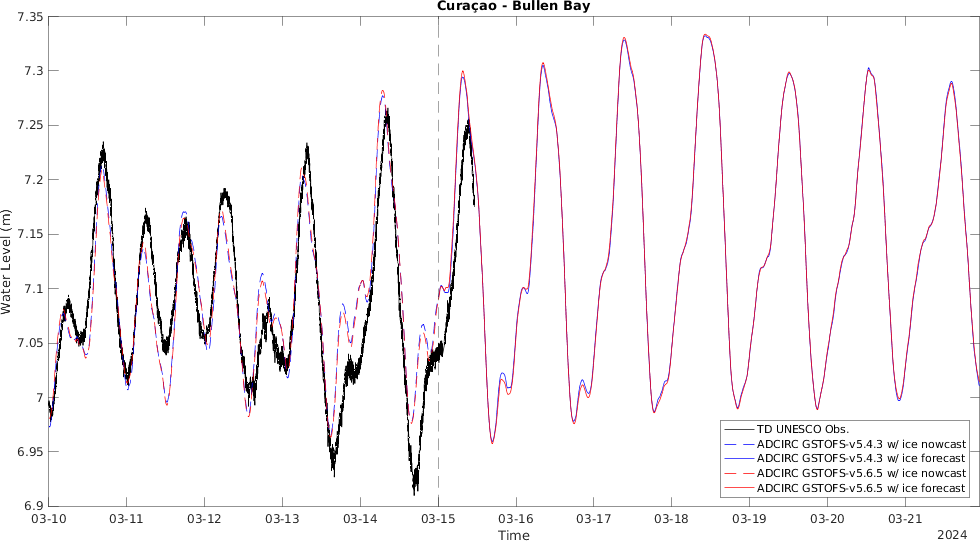 Curaçao - Bullen Bay
Water Level (m)
7.35
7.3
7.25
7.2
7.15
7.1
7.05
7
6.95
6.9
03-10
03-11
03-12
03-13
03-14
03-15
03-16
03-17
03-18
03-19
03-20
03-21
Time
2024
TD UNESCO Obs.
ADCIRC GSTOFS-v5.4.3 w/ ice nowcast
ADCIRC GSTOFS-v5.4.3 w/ ice forecast
ADCIRC GSTOFS-v5.6.5 w/ ice nowcast
ADCIRC GSTOFS-v5.6.5 w/ ice forecast